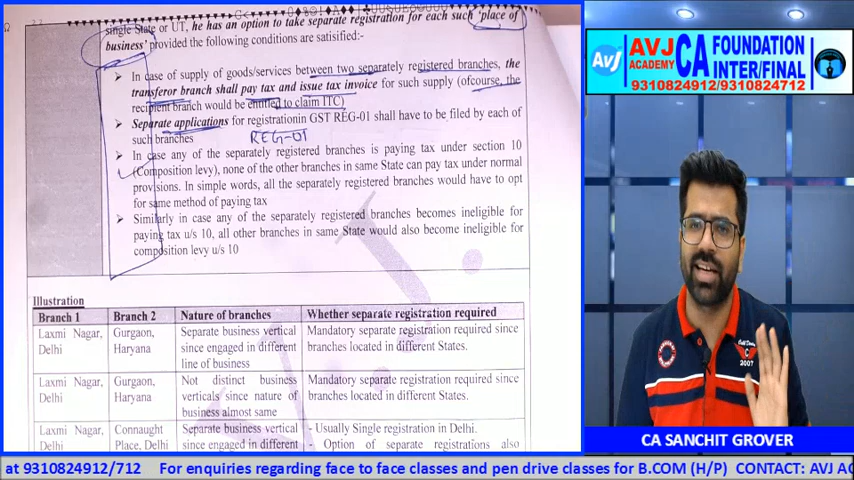 single State or UT, he has an option to take separate registration for each such 'place of
business' provided the following conditions are satisfied:-
➢ In case of supply of goods/services between two separately registered branches, the
transferor branch shall pay tax and issue tax invoice for such supply (ofcourse, the
recipient branch would be entitled to claim ITC)
➢ Separate applications for registrationin GST REG-01 shall have to be filed by each of
such branches
REG-01
➢ In case any of the separately registered branches is paying tax under section 10
(Composition levy), none of the other branches in same State can pay tax under normal
provisions. In simple words, all the separately registered branches would have to opt
for same method of paying tax
➢ Similarly in case any of the separately registered branches becomes ineligible for
paying tax u/s 10, all other branches in same State would also become ineligible for
composition levy u/s 10
Illustration
Branch 1 Branch 2 Nature of branches Whether separate registration required
Laxmi Nagar, Gurgaon, Separate business vertical Mandatory separate registration required since
Delhi Haryana since engaged in different branches located in different States.
line of business
Laxmi Nagar, Gurgaon, Not distinct business Mandatory separate registration required since
Delhi Haryana verticals since nature of branches located in different States.
business almost same
Laxmi Nagar, Connaught Separate business vertical - Usually Single registration in Delhi.
Delhi Place, Delhi since engaged in different - Option of separate registrations also
AVJ
AVJ
ACADEMY
CA
FOUNDATION
INTER/FINAL
9310824912/9310824712
2007
CA SANCHIT GROVER
at 9310824912/712 For enquiries regarding face to face classes and pen drive classes for B.COM (H/P) CONTACT: AVJ AC